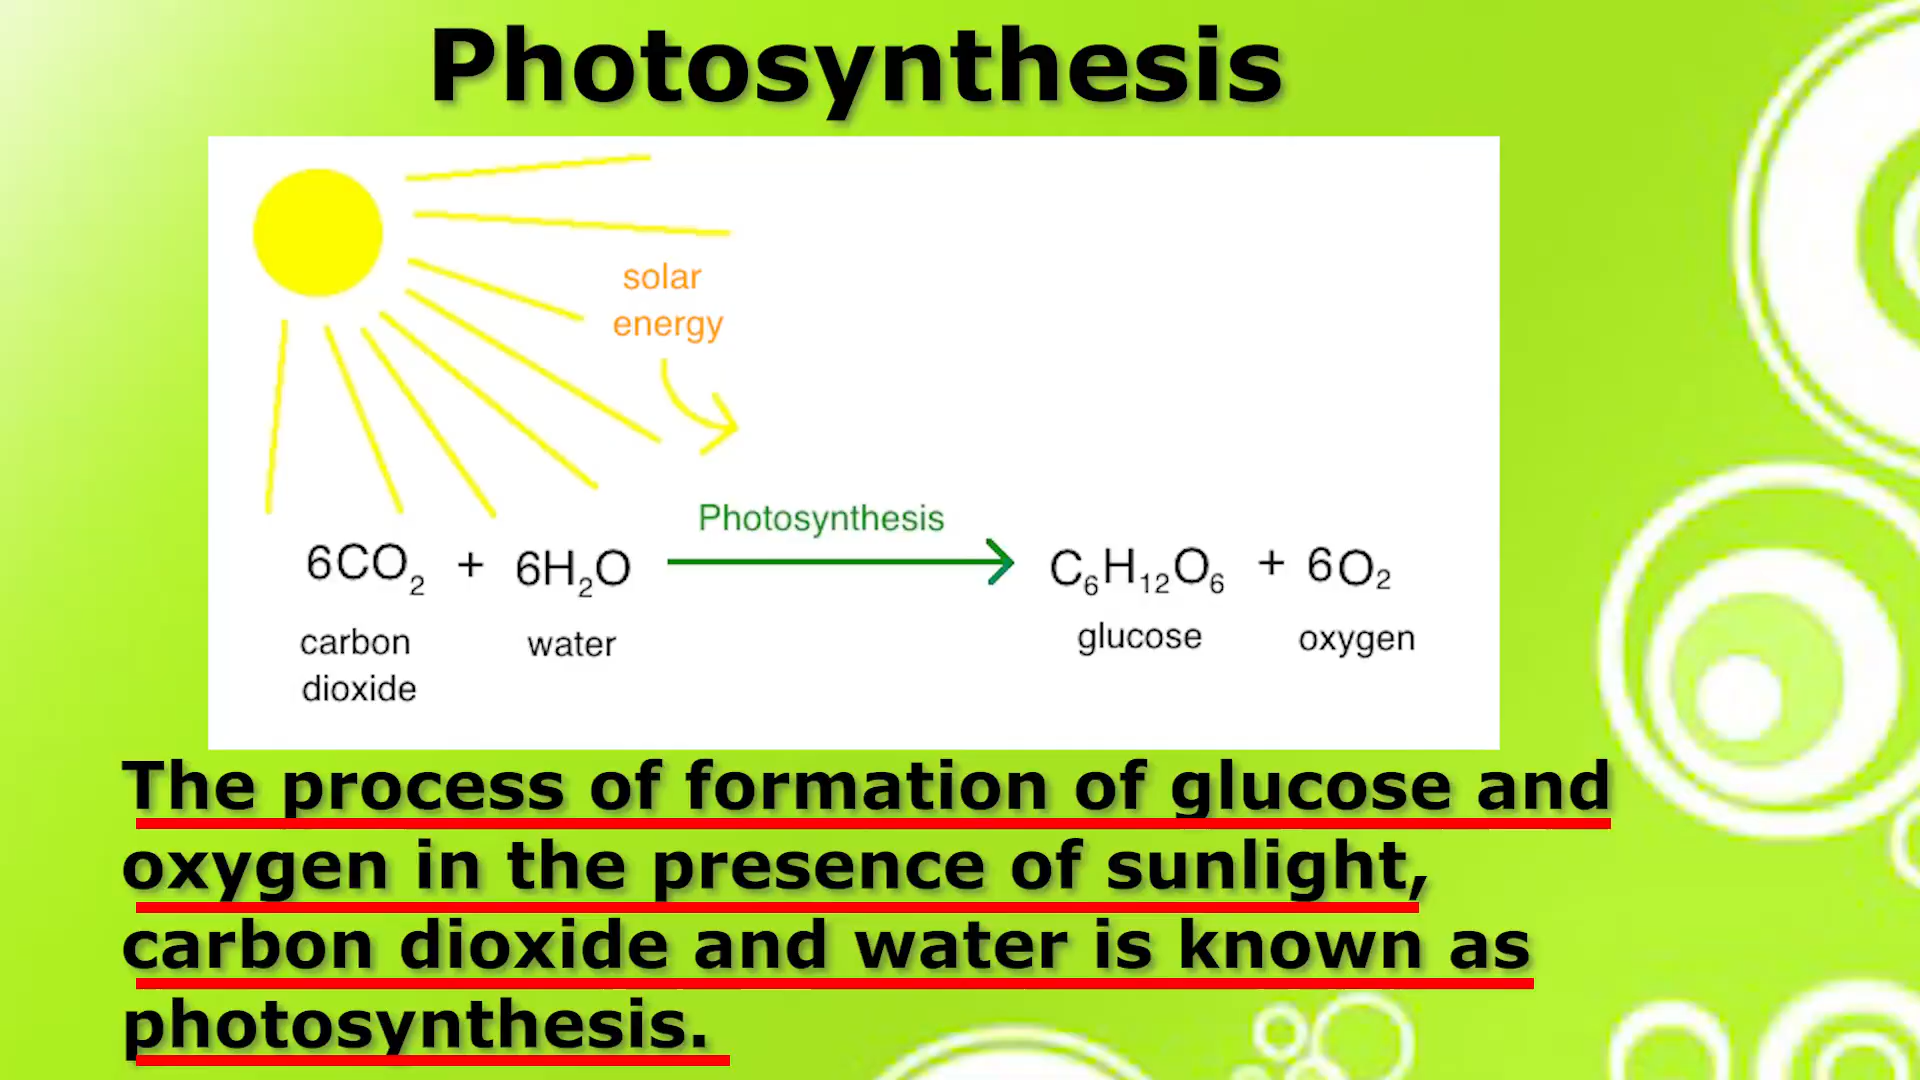 Photosynthesis
solar
energy
Photosynthesis
6CO₂ + 6H₂O → C₆H₁₂O₆ + 6O₂
carbon dioxide water glucose oxygen
The process of formation of glucose and
oxygen in the presence of sunlight,
carbon dioxide and water is known as
photosynthesis.